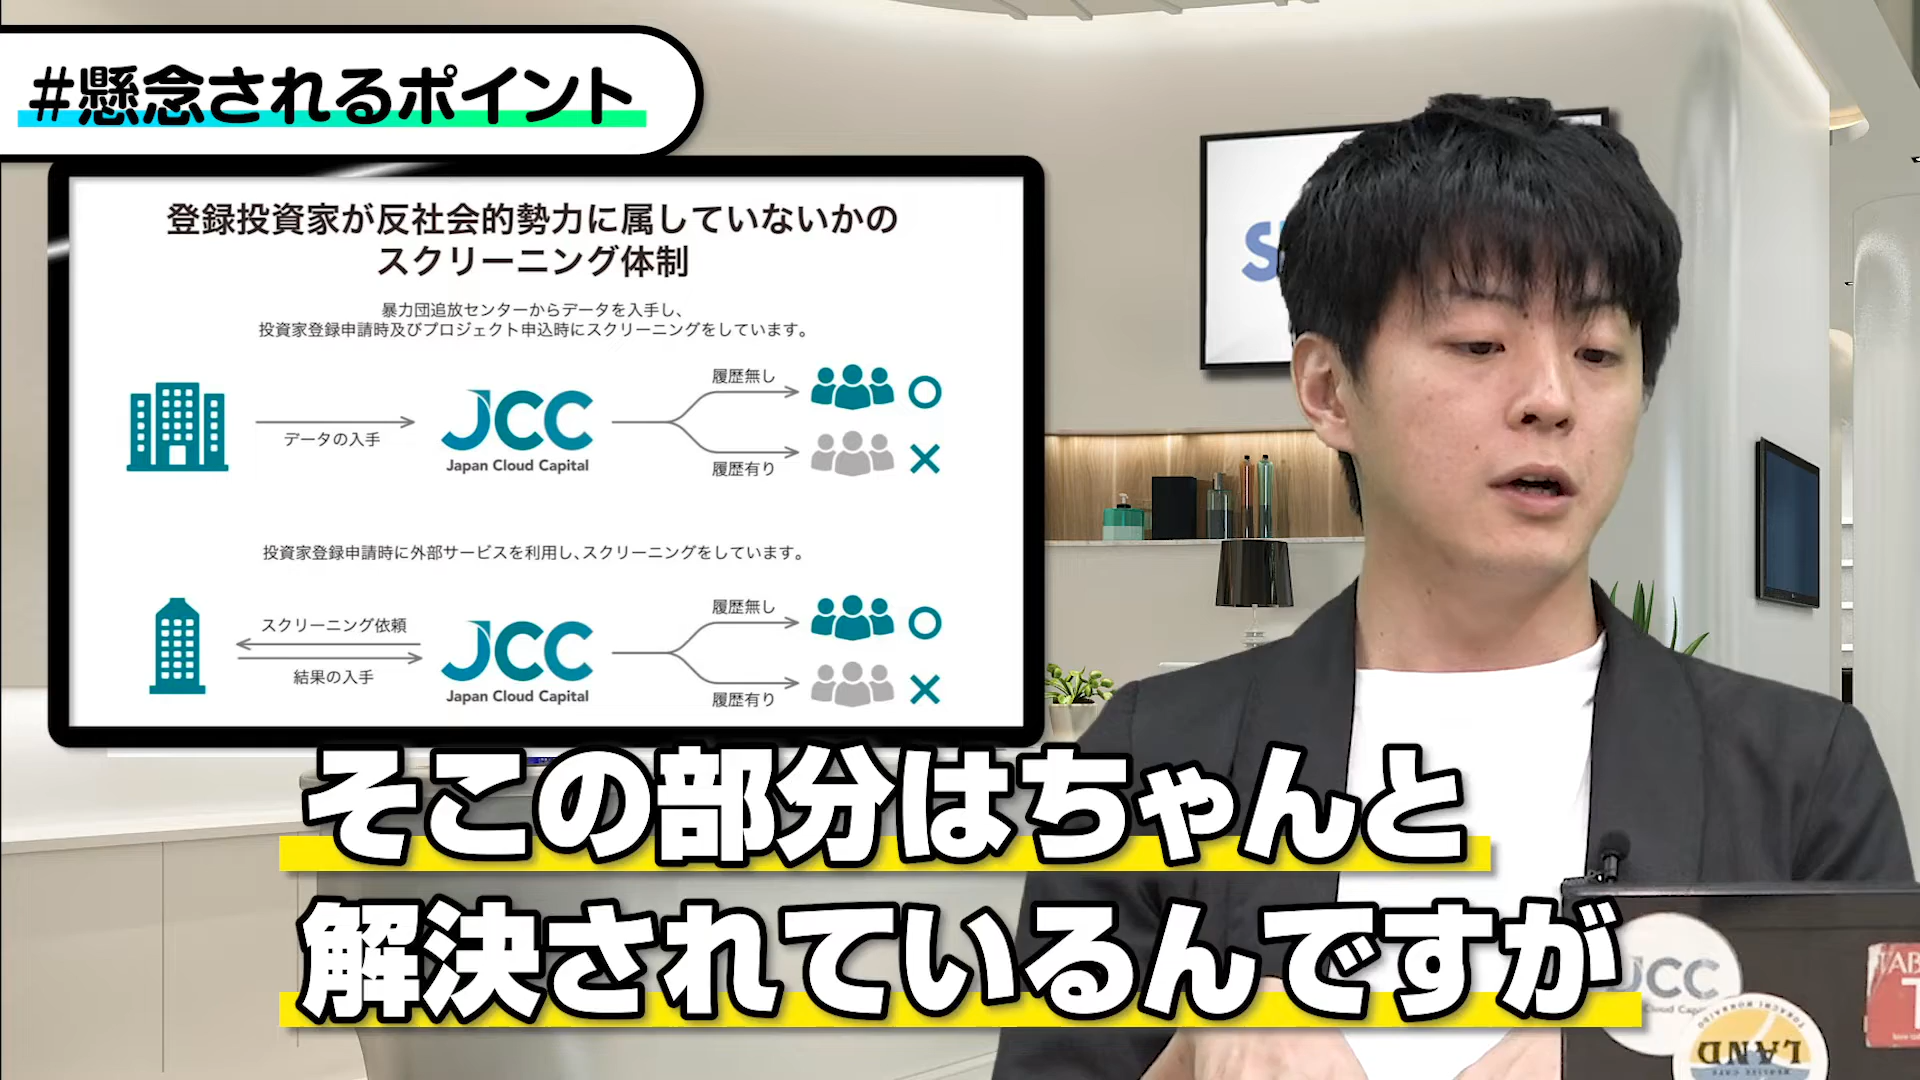 #懸念されるポイント
登録投資家が反社会的勢力に属していないかの
スクリーニング体制
暴力団追放センターからデータを入手し、
投資家登録申請時及びプロジェクト申込時にスクリーニングをしています。
データの入手
JCC
Japan Cloud Capital
履歴無し
履歴有り
投資家登録申請時に外部サービスを利用し、スクリーニングをしています。
スクリーニング依頼
結果の入手
JCC
Japan Cloud Capital
履歴無し
履歴有り
そこの部分はちゃんと
解決されているんですが
JCC
LAND